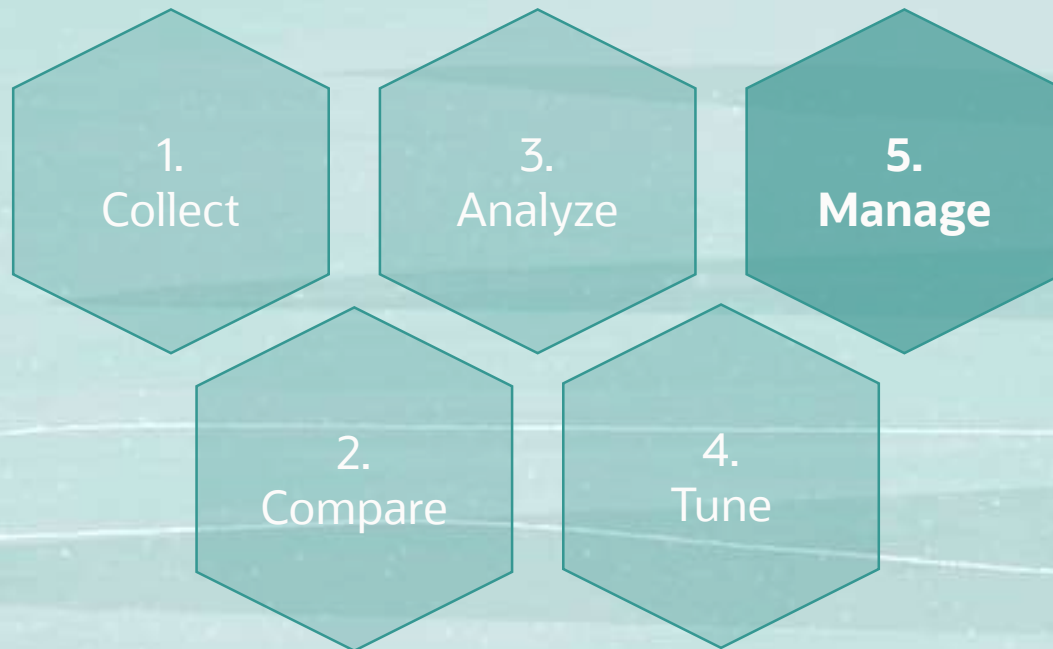 1.
Collect
2.
Compare
3.
Analyze
4.
Tune
5.
Manage